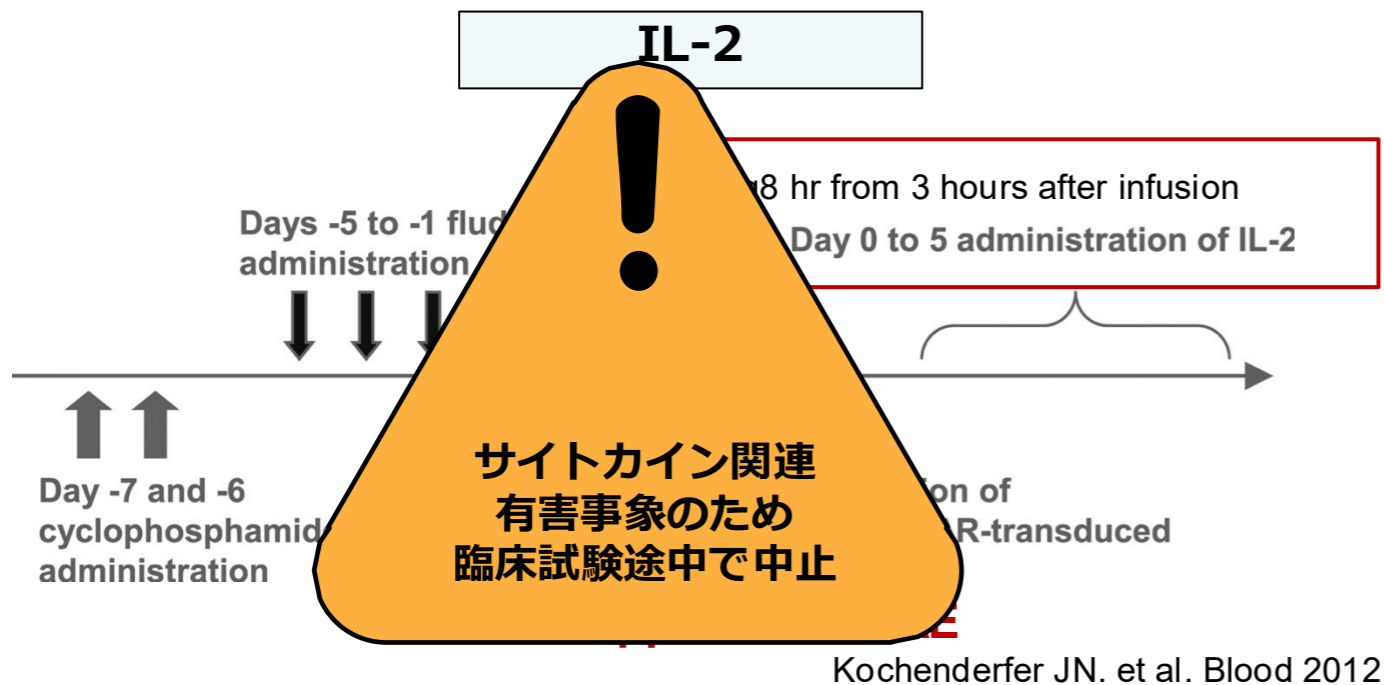 IL-2
q8 hr from 3 hours after infusion
Days -5 to -1 flud
administration
Day 0 to 5 administration of IL-2
サイトカイン関連
有害事象のため
臨床試験途中で中止
Day -7 and -6
cyclophosphamid
administration
on of
R-transduced
Kochenderfer JN, et al. Blood 2012